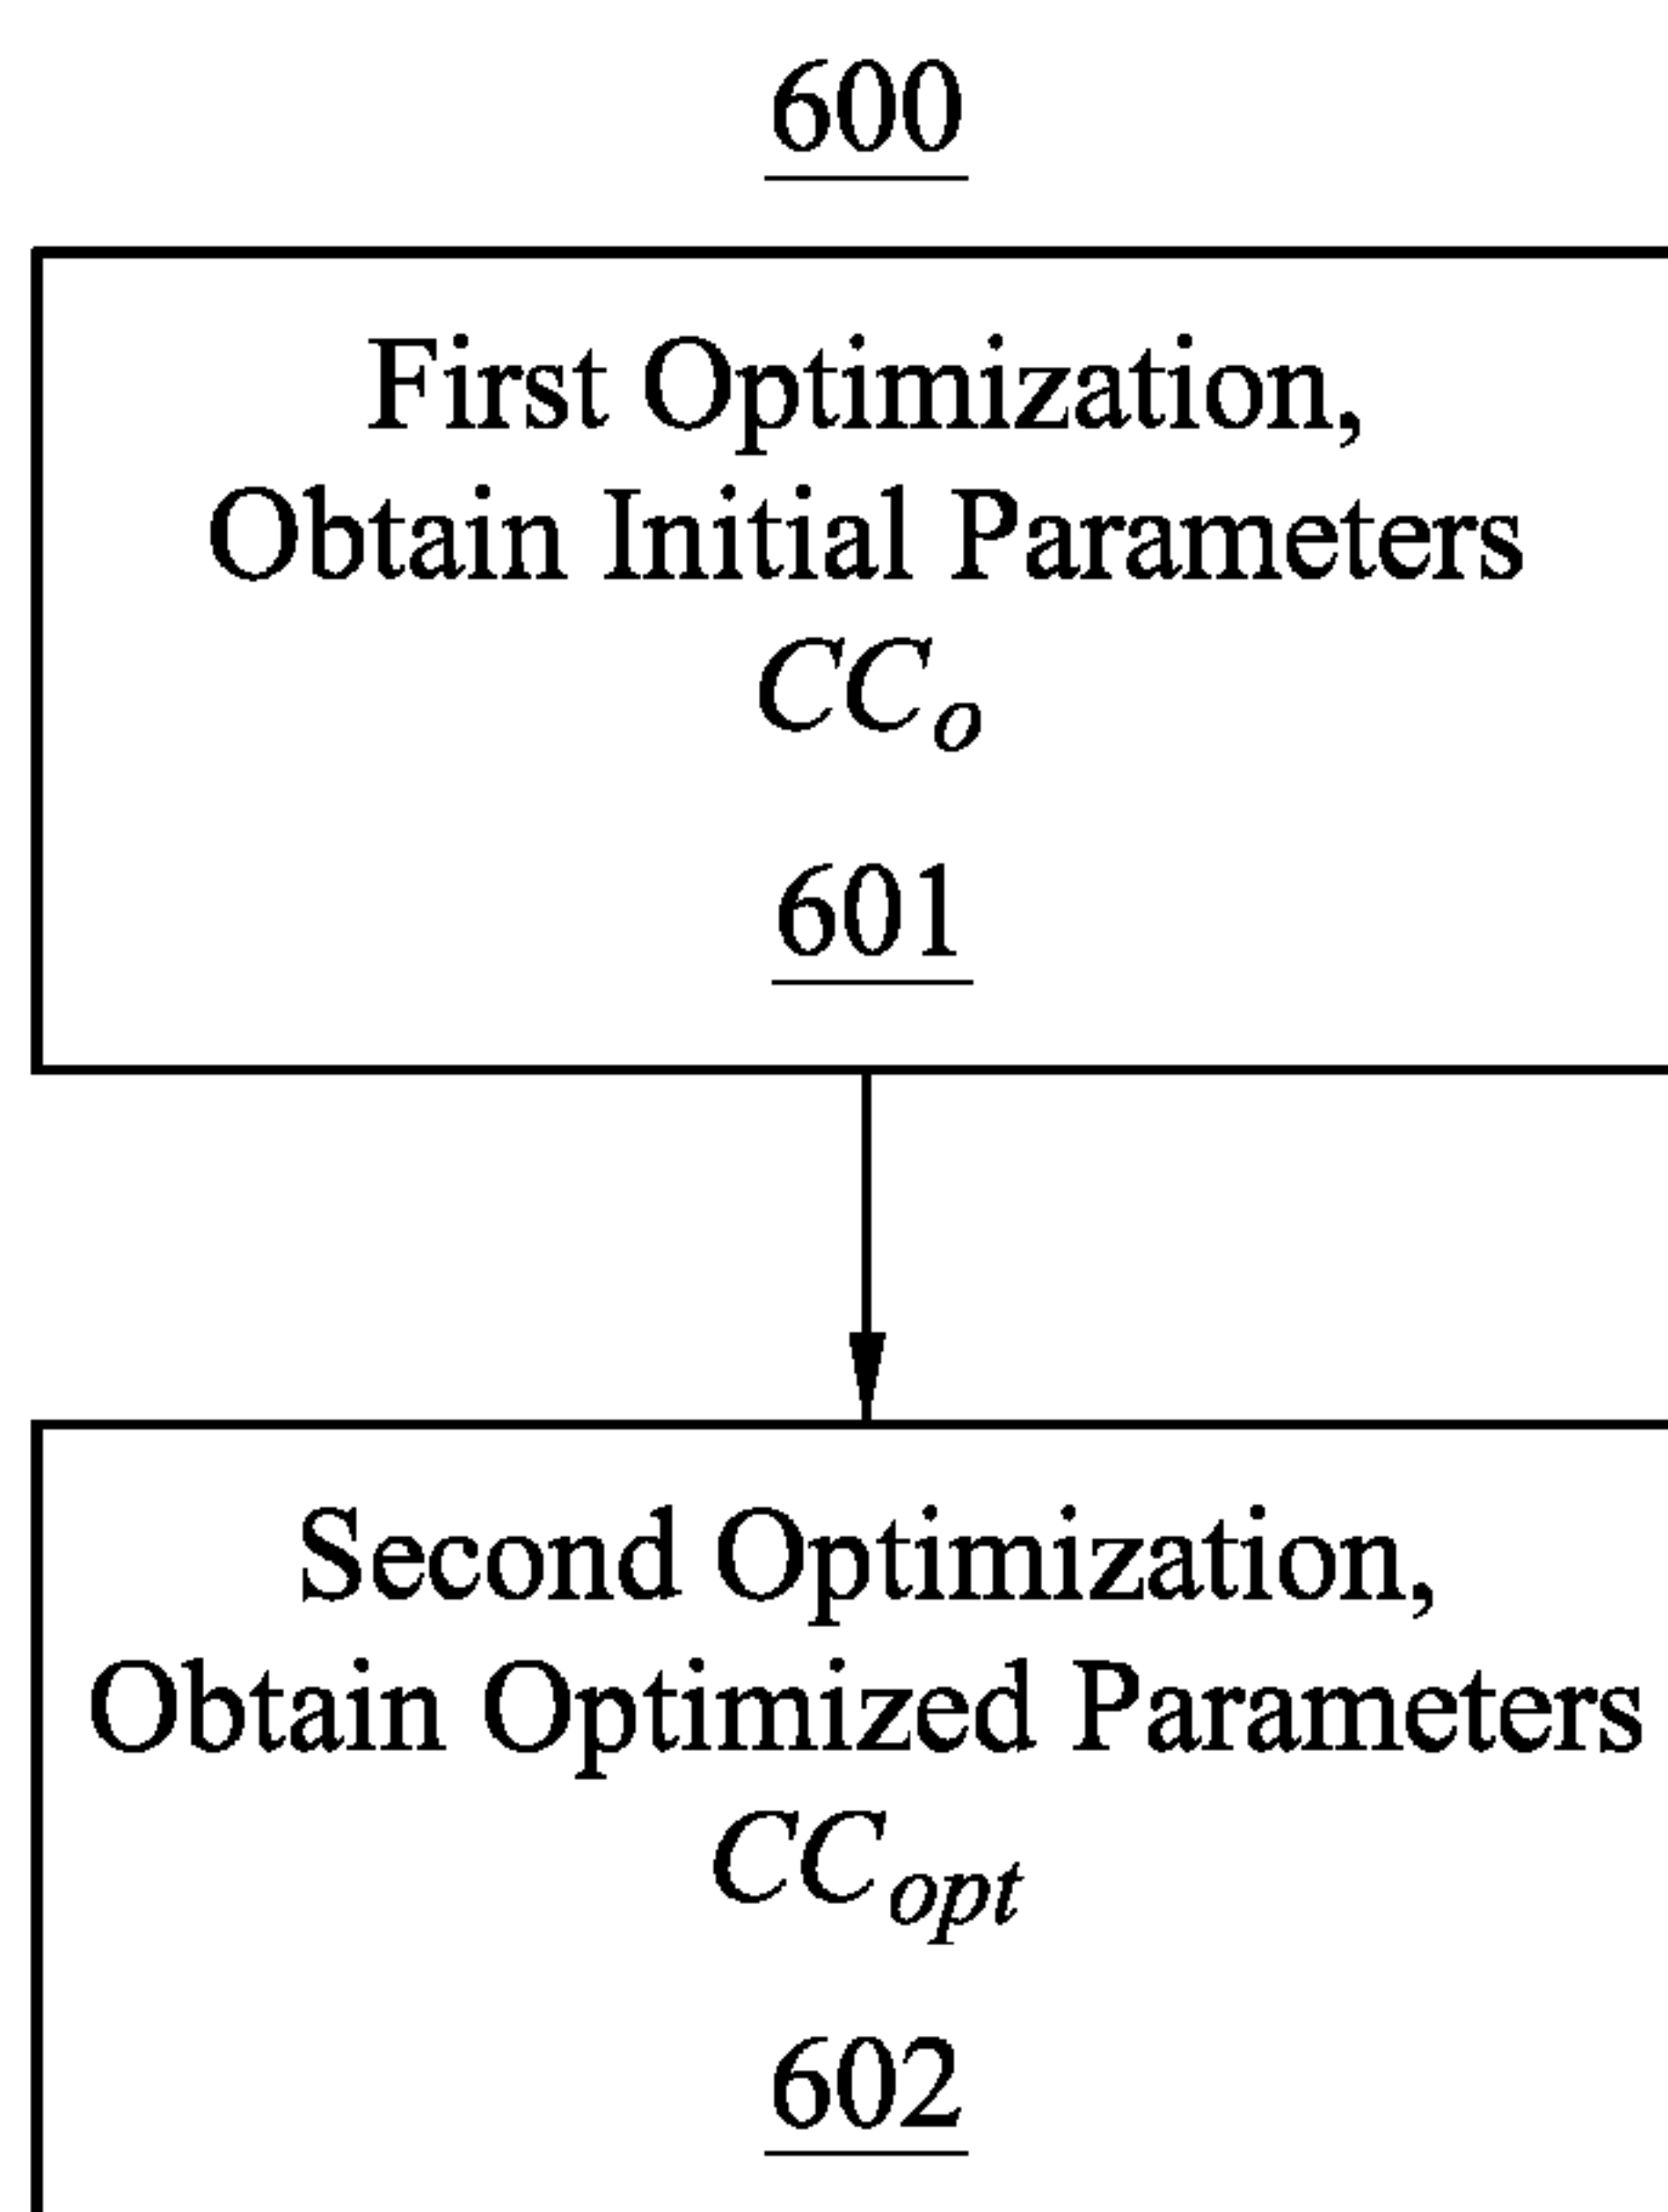 600
First Optimization,
Obtain Initial Parameters
CCo
601
Second Optimization,
Obtain Optimized Parameters
CCopt
602